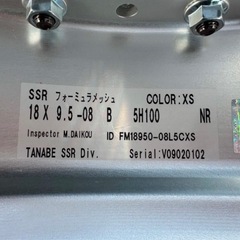 SSR フォーミュラメッシュ COLOR:XS
18 X 9.5-08 B 5H100 NR
Inspector M.DAIKOU ID FM18950-08L5CXS
TANABE SSR Div. Serial:V09020102